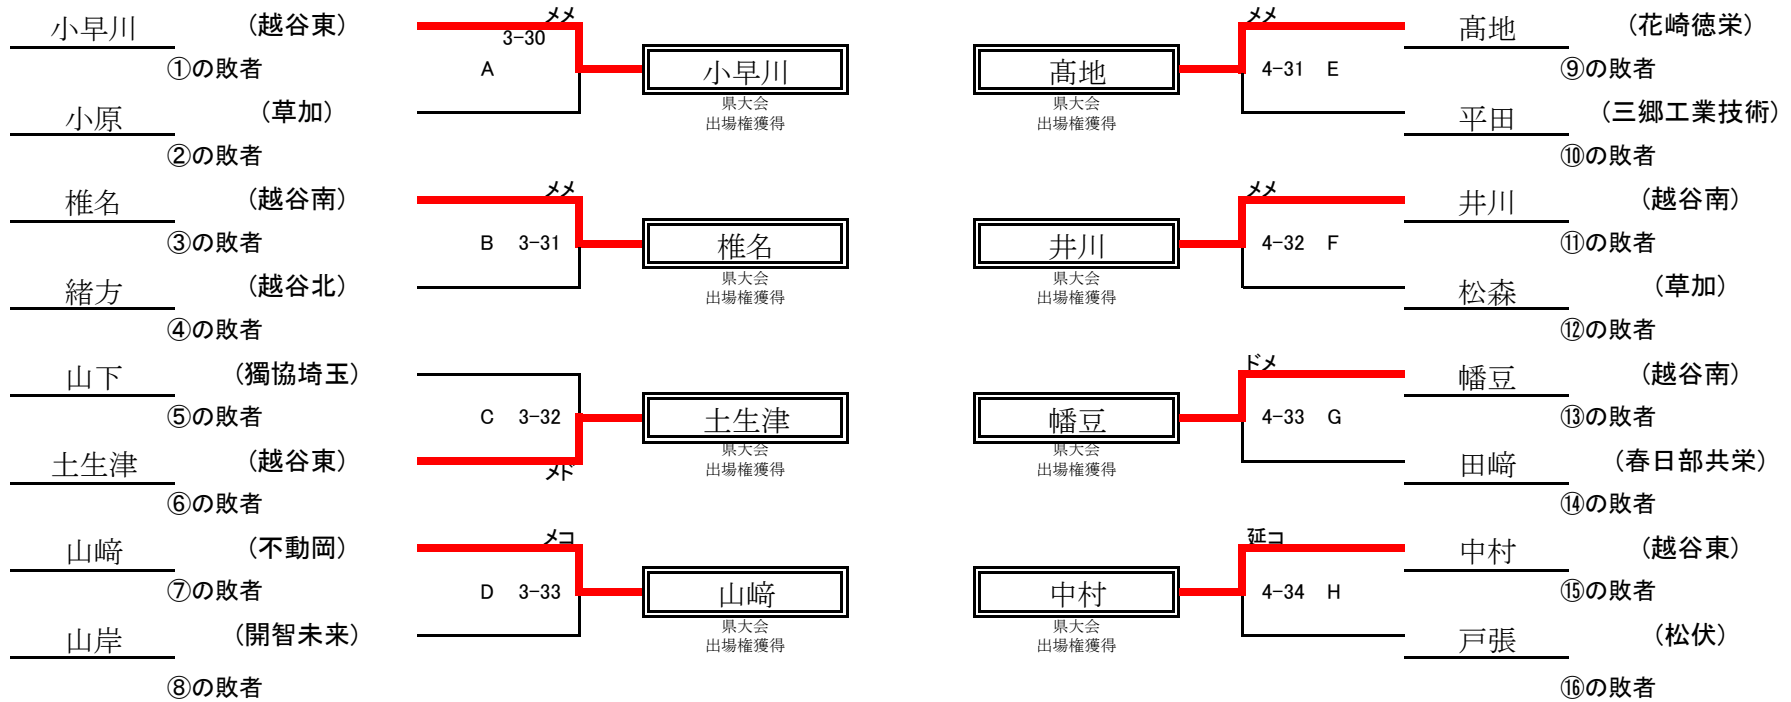 小早川 (越谷東)
①の敗者
小原 (草加)
②の敗者
メメ
3-30
A
小早川
県大会
出場権獲得
椎名 (越谷南)
③の敗者
緒方 (越谷北)
④の敗者
メメ
B 3-31
椎名
県大会
出場権獲得
山下 (獨協埼玉)
⑤の敗者
土生津 (越谷東)
⑥の敗者
C 3-32
メド
土生津
県大会
出場権獲得
山﨑 (不動岡)
⑦の敗者
山岸 (開智未来)
⑧の敗者
メコ
D 3-33
山﨑
県大会
出場権獲得
髙地
県大会
出場権獲得
メメ
4-31 E
髙地 (花崎徳栄)
⑨の敗者
平田 (三郷工業技術)
⑩の敗者
井川
県大会
出場権獲得
メメ
4-32 F
井川 (越谷南)
⑪の敗者
松森 (草加)
⑫の敗者
幡豆
県大会
出場権獲得
ドメ
4-33 G
幡豆 (越谷南)
⑬の敗者
田﨑 (春日部共栄)
⑭の敗者
中村
県大会
出場権獲得
延コ
4-34 H
中村 (越谷東)
⑮の敗者
戸張 (松伏)
⑯の敗者